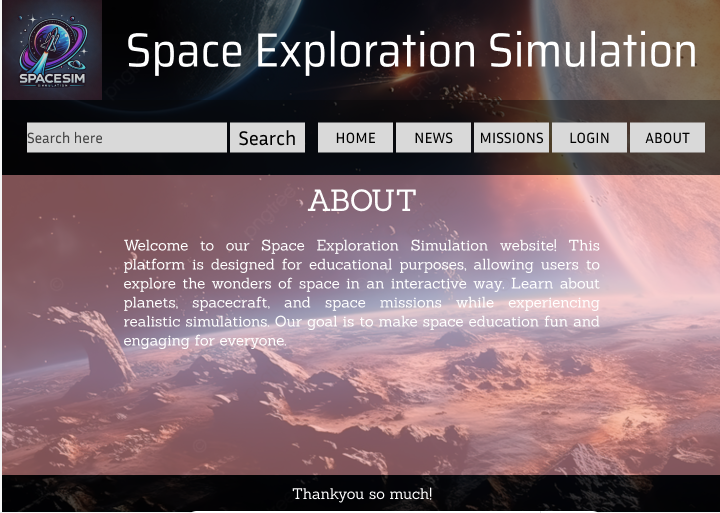 SPACESIM
SIMULATION
Space Exploration Simulation
Search here
Search
HOME
NEWS
MISSIONS
LOGIN
ABOUT
ABOUT
Welcome to our Space Exploration Simulation website! This
platform is designed for educational purposes, allowing users to
explore the wonders of space in an interactive way. Learn about
planets, spacecraft, and space missions while experiencing
realistic simulations. Our goal is to make space education fun and
engaging for everyone.
Thankyou so much!